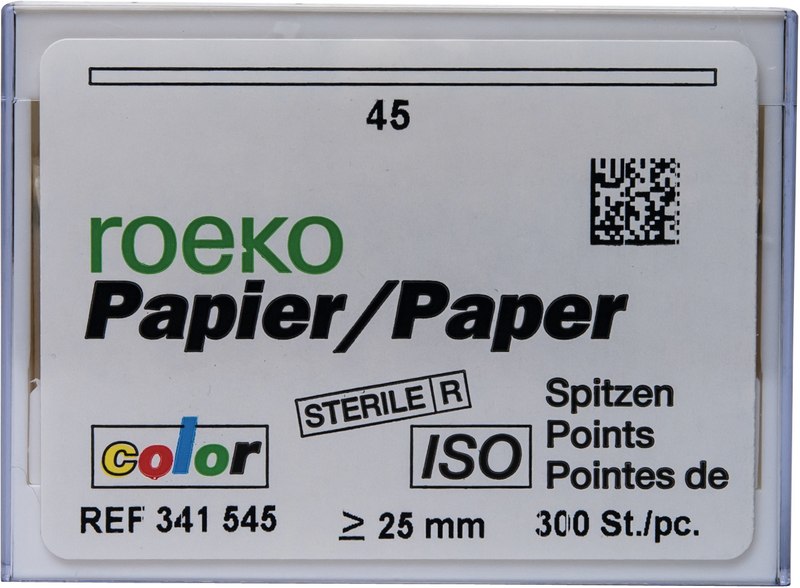 45
roeko
Papier/Paper
STERILE R
color
ISO
Spitzen
Points
Pointes de
REF 341 545
≥ 25 mm
300 St./pc.